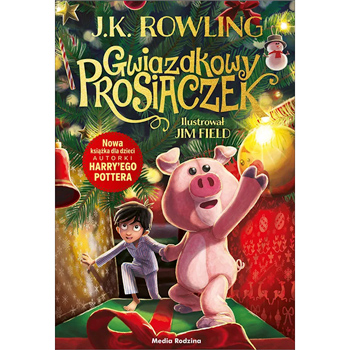 J.K. ROWLING
Gwiazdkowy
PROSIACZEK
Ilustrował
JIM FIELD
Nowa
książka dla dzieci
AUTORKI
HARRY'EGO
POTTERA
Media Rodzina